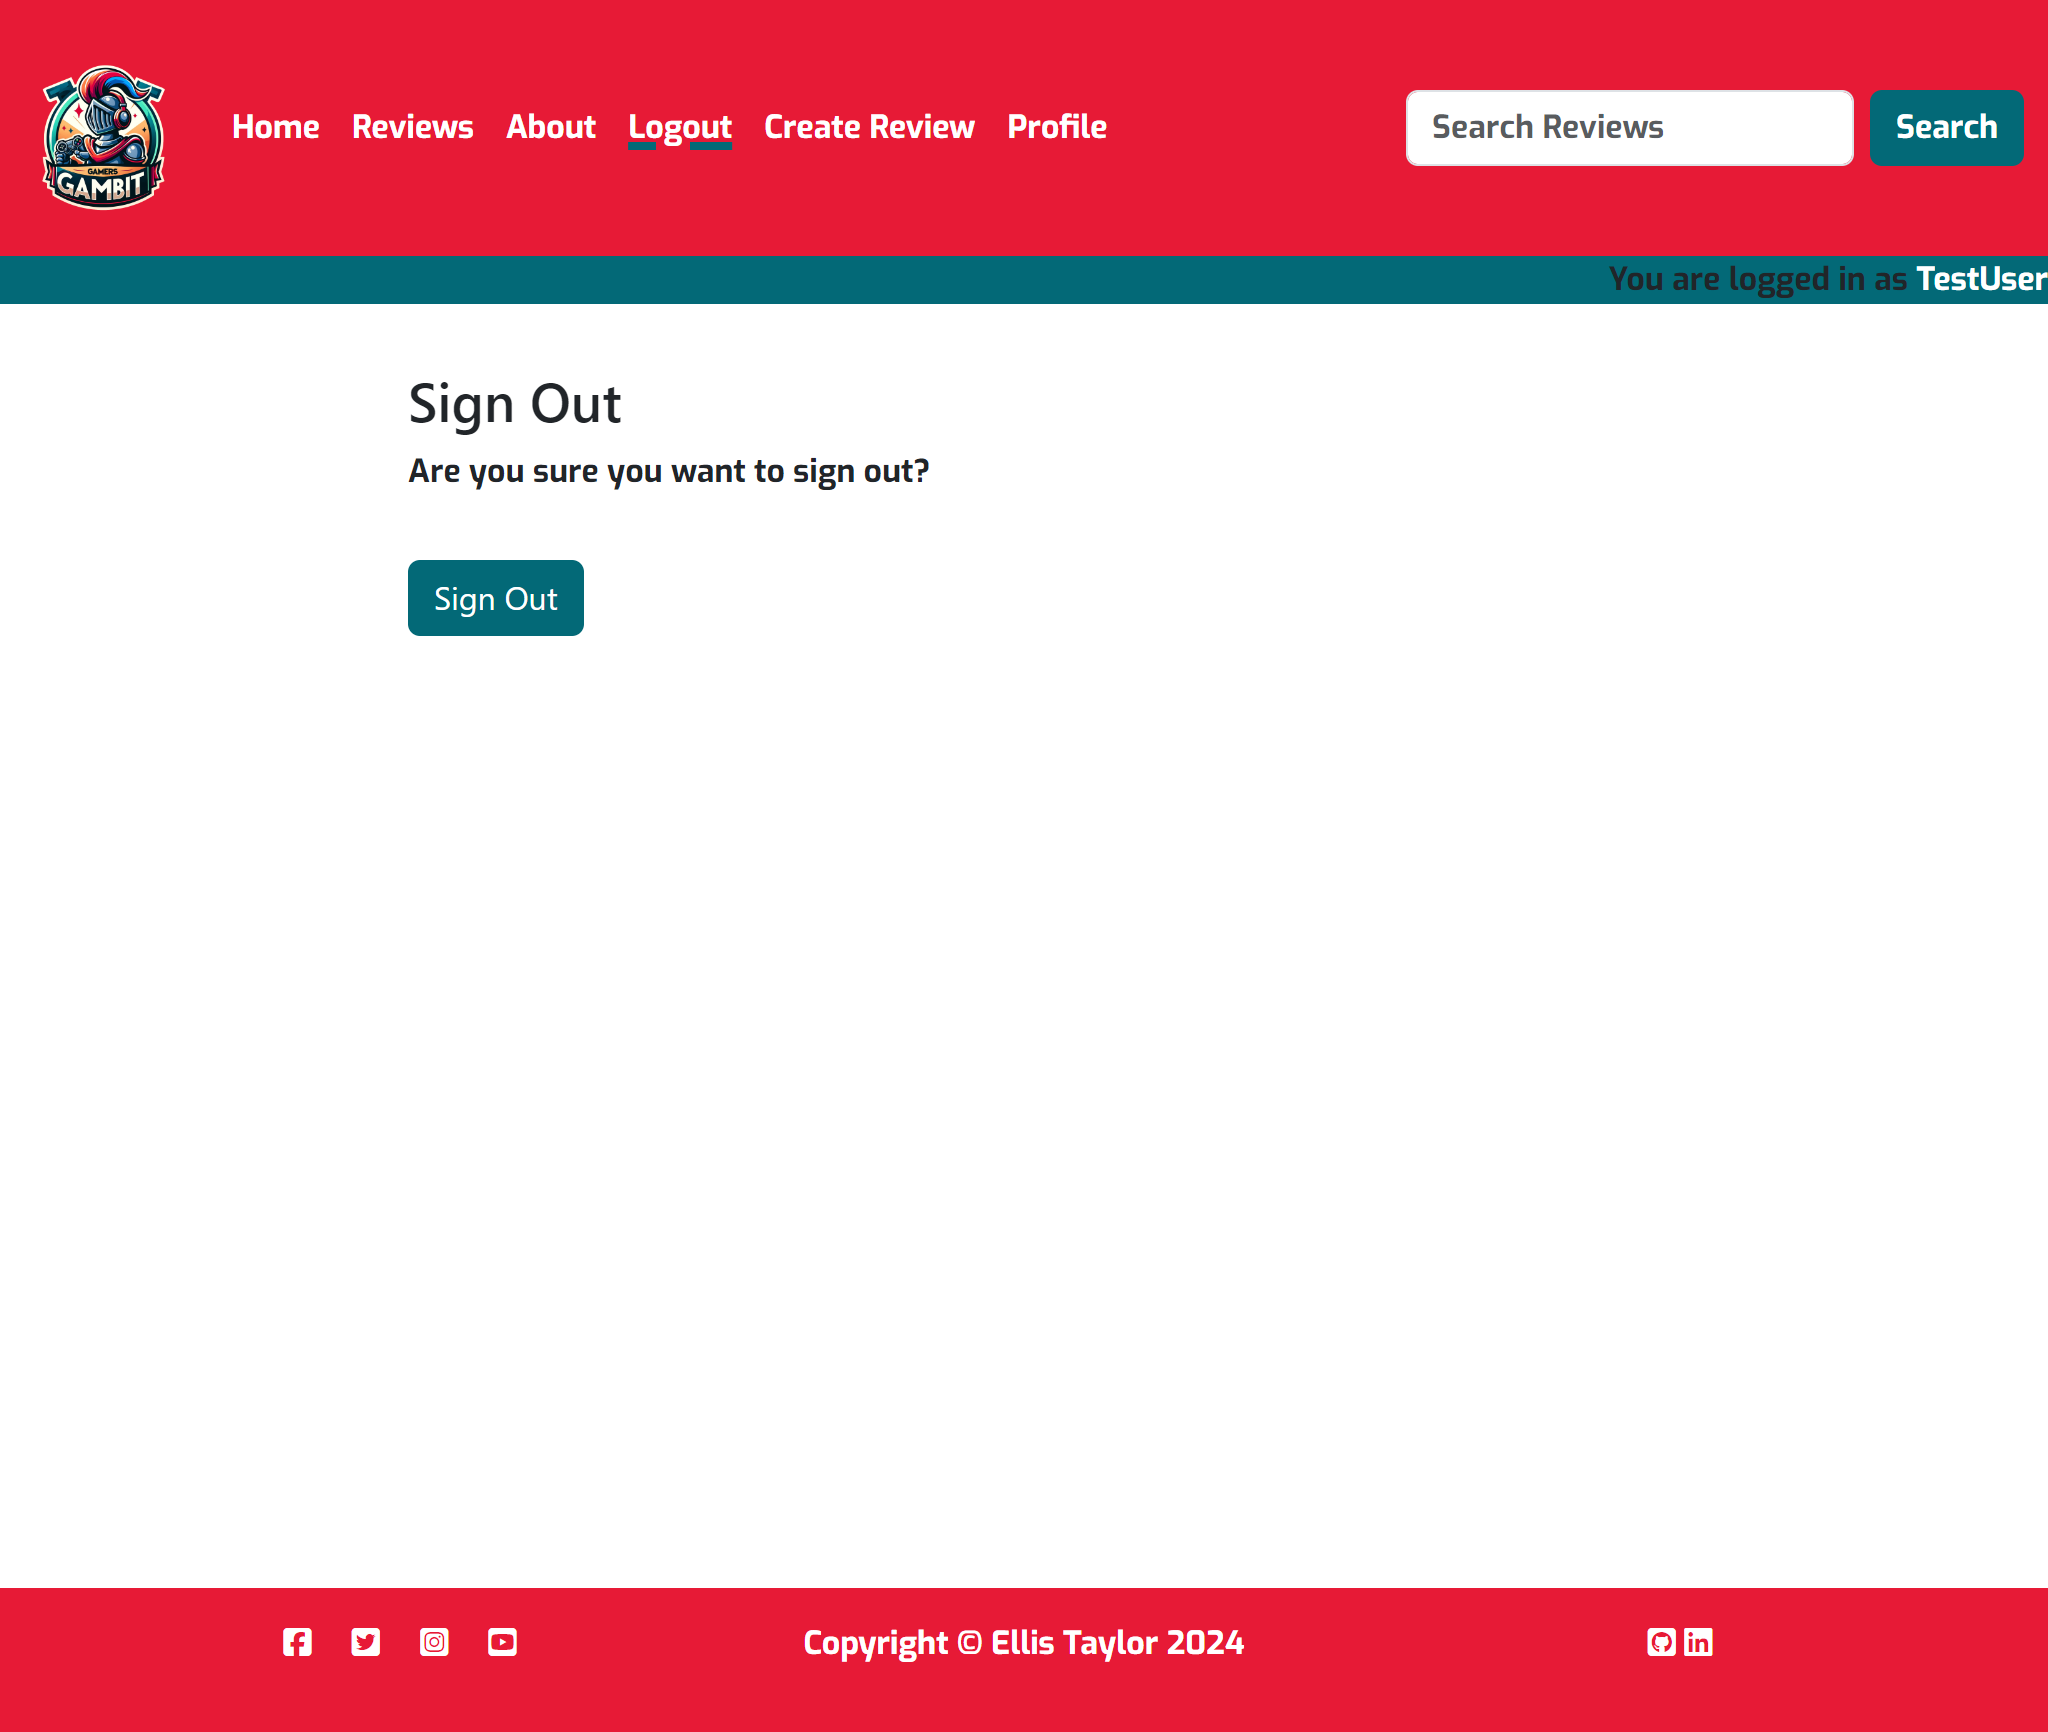 GAMERS
GAMBIT
Home Reviews About Logout Create Review Profile Search Reviews Search
You are logged in as TestUser
Sign Out
Are you sure you want to sign out?
Sign Out
Copyright © Ellis Taylor 2024